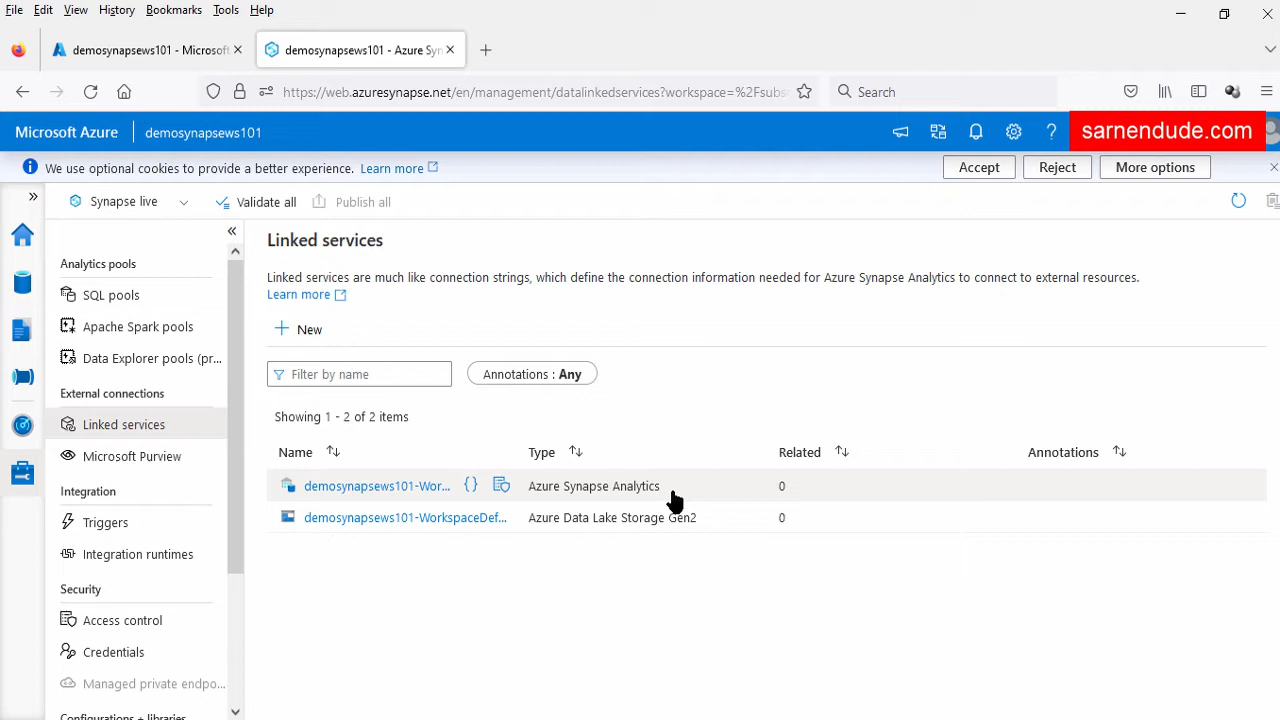 File Edit View History Bookmarks Tools Help
demosynapsews101 - Microsoft
demosynapsews101 - Azure Syn
https://web.azuresynapse.net/en/management/datalinkedservices?workspace=%2Fsubs
Search
Microsoft Azure demosynapsews101
sarnendude.com
We use optional cookies to provide a better experience. Learn more
Accept Reject More options
Synapse live Validate all Publish all
Analytics pools
SQL pools
Apache Spark pools
Data Explorer pools (pr...
External connections
Linked services
Microsoft Purview
Integration
Triggers
Integration runtimes
Security
Access control
Credentials
Managed private endpo...
Configurations + libraries
Linked services
Linked services are much like connection strings, which define the connection information needed for Azure Synapse Analytics to connect to external resources.
Learn more
New
Filter by name
Annotations : Any
Showing 1 - 2 of 2 items
Name Type Related Annotations
demosynapsews101-Wor... {} Azure Synapse Analytics 0
demosynapsews101-WorkspaceDef... Azure Data Lake Storage Gen2 0